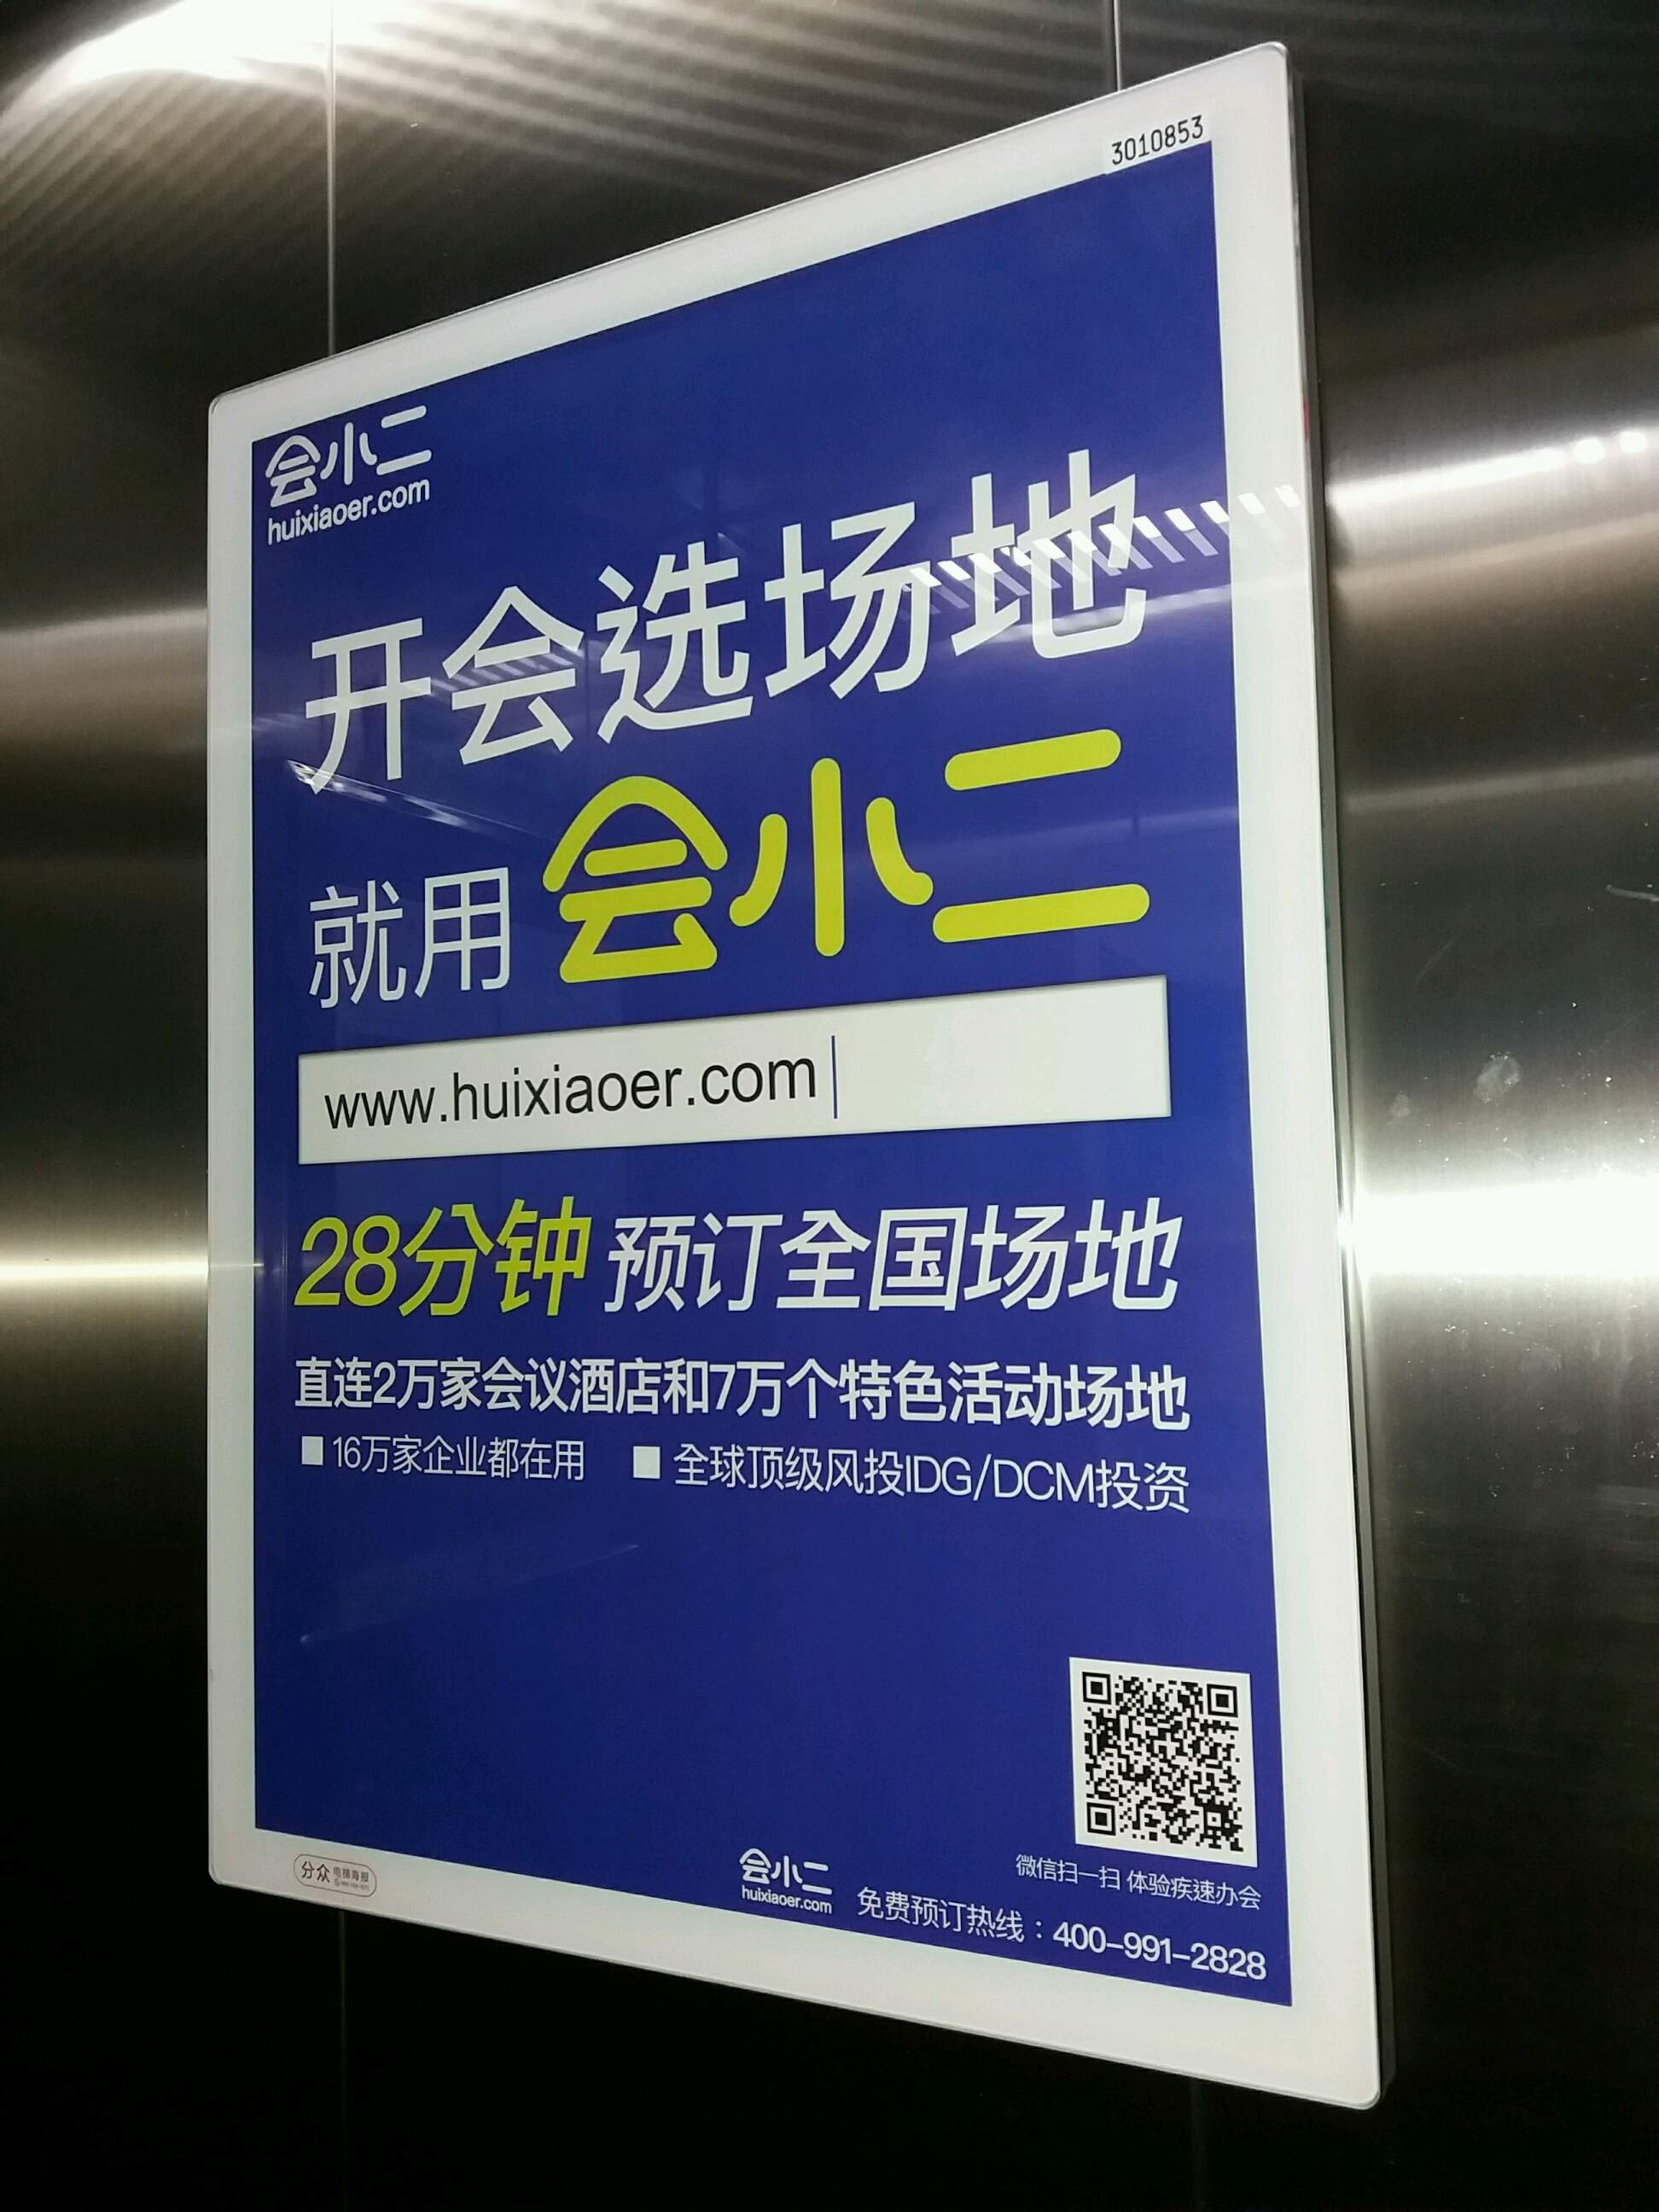 3010853
会小二
huixiaoer.com
开会选场地
就用 会小二
www.huixiaoer.com
28分钟 预订全国场地
直连2万家会议酒店和7万个特色活动场地
■ 16万家企业都在用 ■ 全球顶级风投IDG/DCM投资
微信扫一扫 体验疾速办会
会小二
huixiaoer.com
免费预订热线：400-991-2828
分众 电梯海报